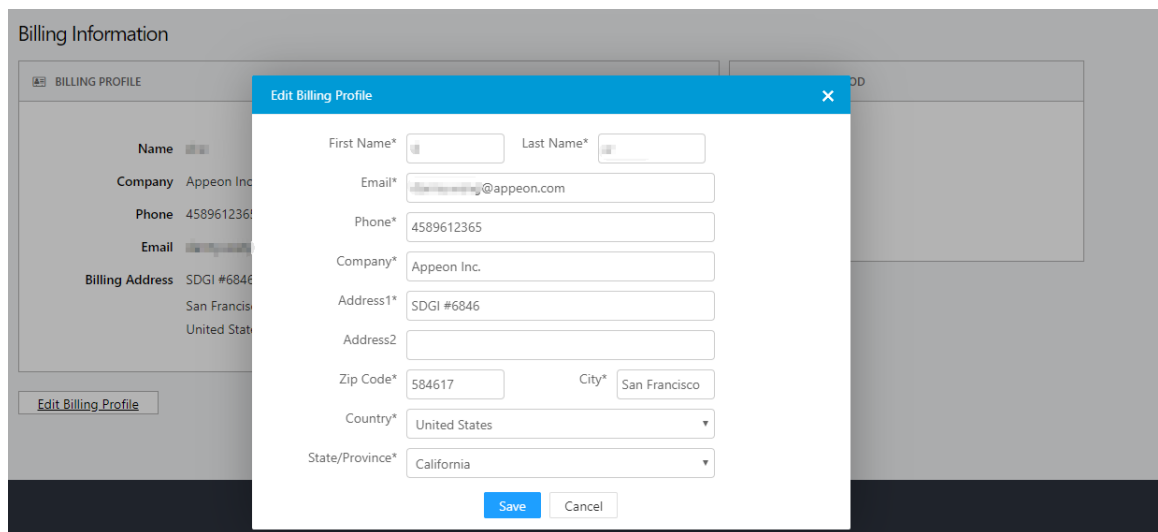 Billing Information
BILLING PROFILE
OD
Name
Company Appeon Inc
Phone 458961236
Email
Billing Address SDGI #6846
San Francis
United Stat
Edit Billing Profile
Edit Billing Profile ×
First Name* Last Name*
Email* @appeon.com
Phone* 4589612365
Company* Appeon Inc.
Address1* SDGI #6846
Address2
Zip Code* 584617 City* San Francisco
Country* United States
State/Province* California
Save Cancel